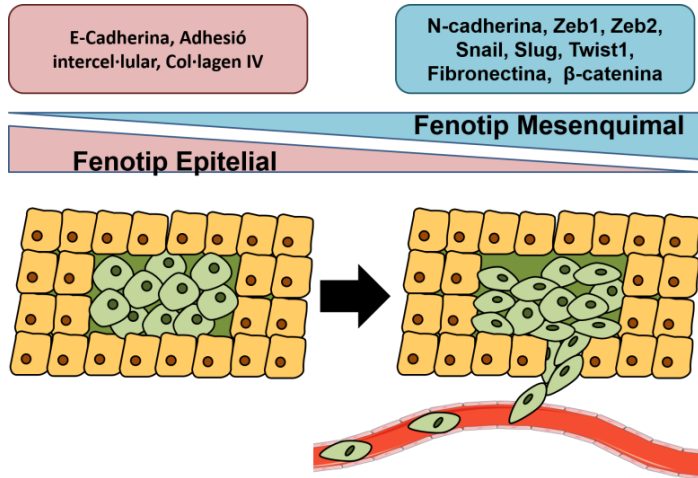 E-Cadherina, Adhesió
intercel·lular, Col·lagen IV
N-cadherina, Zeb1, Zeb2,
Snail, Slug, Twist1,
Fibronectina, β-catenina
Fenotip Mesenquimal
Fenotip Epitelial